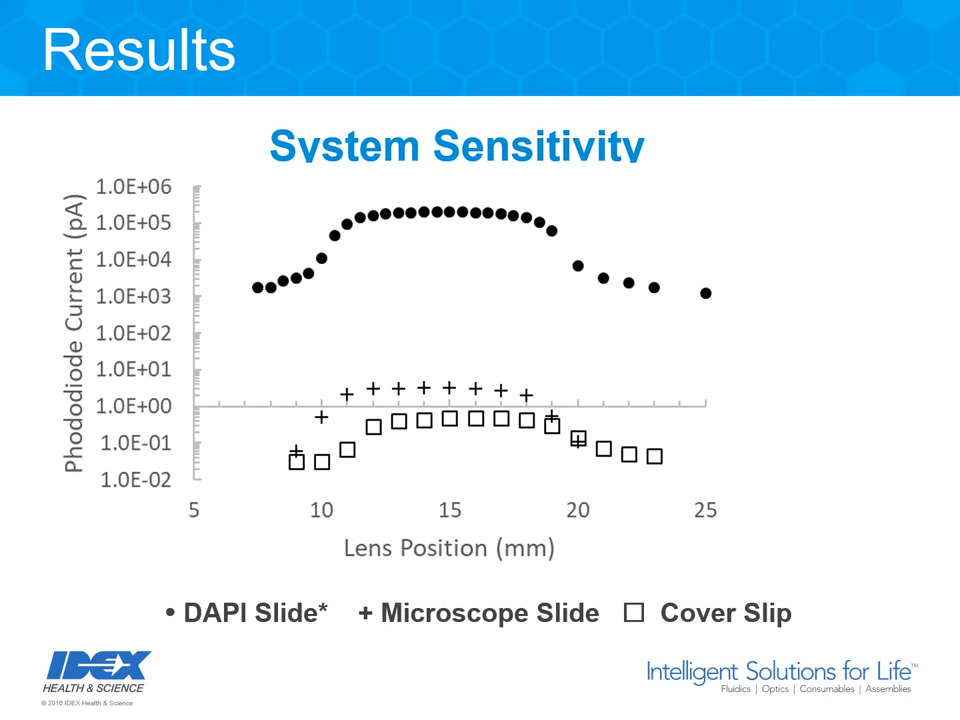 Results
System Sensitivity
Phododiode Current (pA)
1.0E+06
1.0E+05
1.0E+04
1.0E+03
1.0E+02
1.0E+01
1.0E+00
1.0E-01
1.0E-02
5 10 15 20 25
Lens Position (mm)
• DAPI Slide* + Microscope Slide □ Cover Slip
IDEX
HEALTH & SCIENCE
© 2016 IDEX Health & Science
Intelligent Solutions for Life™
Fluidics | Optics | Consumables | Assemblies